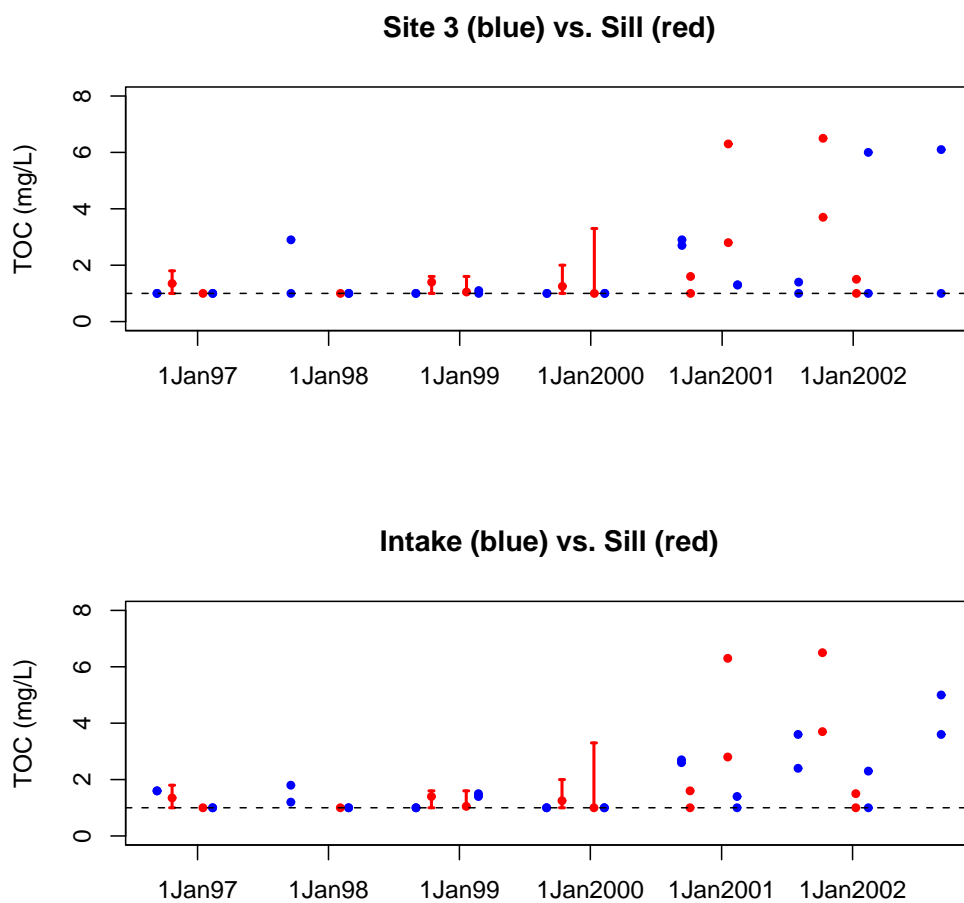 Site 3 (blue) vs. Sill (red)
TOC (mg/L)
8
6
4
2
0
1Jan97 1Jan98 1Jan99 1Jan2000 1Jan2001 1Jan2002
Intake (blue) vs. Sill (red)
TOC (mg/L)
8
6
4
2
0
1Jan97 1Jan98 1Jan99 1Jan2000 1Jan2001 1Jan2002